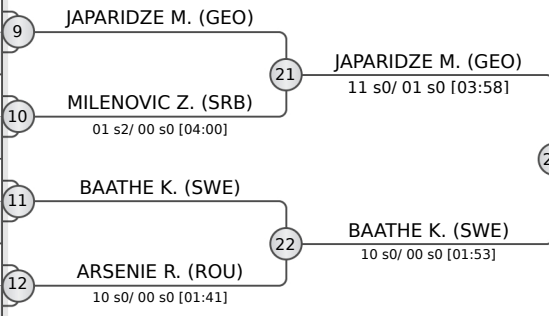 9
JAPARIDZE M. (GEO)
21
JAPARIDZE M. (GEO)
11 s0/ 01 s0 [03:58]
10
MILENOVIC Z. (SRB)
01 s2/ 00 s0 [04:00]
2
11
BAATHE K. (SWE)
22
BAATHE K. (SWE)
10 s0/ 00 s0 [01:53]
12
ARSENIE R. (ROU)
10 s0/ 00 s0 [01:41]